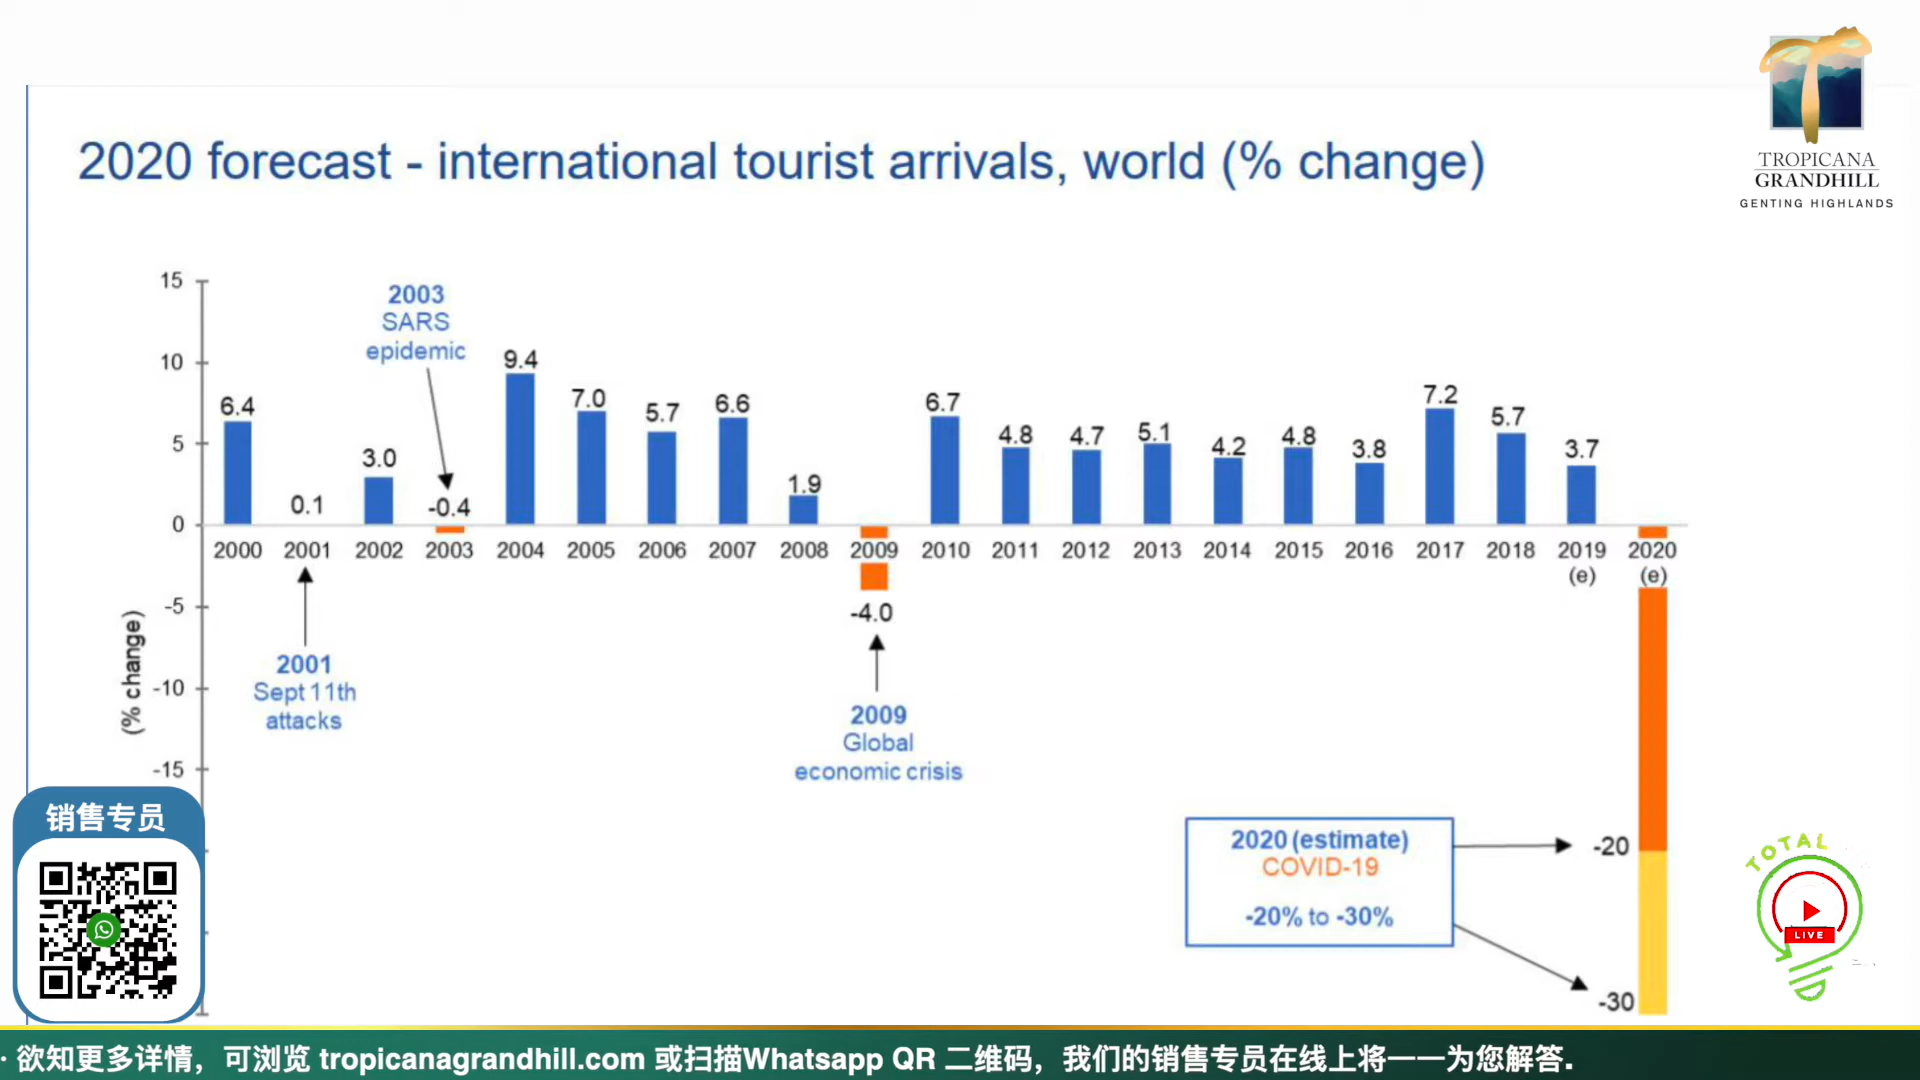 TROPICANA
GRANDHILL
GENTING HIGHLANDS
2020 forecast - international tourist arrivals, world (% change)
15
10
5
0
-5
-10
-15
(% change)
2003
SARS
epidemic
6.4
0.1
3.0
-0.4
9.4
7.0
5.7
6.6
1.9
6.7
4.8
4.7
5.1
4.2
4.8
3.8
7.2
5.7
3.7
2000 2001 2002 2003 2004 2005 2006 2007 2008 2009 2010 2011 2012 2013 2014 2015 2016 2017 2018 2019 2020
(e) (e)
-4.0
2001
Sept 11th
attacks
2009
Global
economic crisis
2020 (estimate)
COVID-19
-20% to -30%
-20
-30
销售专员
TOTAL
LIVE
· 欲知更多详情，可浏览 tropicanagrandhill.com 或扫描Whatsapp QR 二维码，我们的销售专员在线上将一一为您解答.